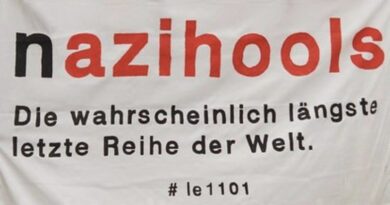 nazihools
Die wahrscheinlich längste
letzte Reihe der Welt.
# le1101